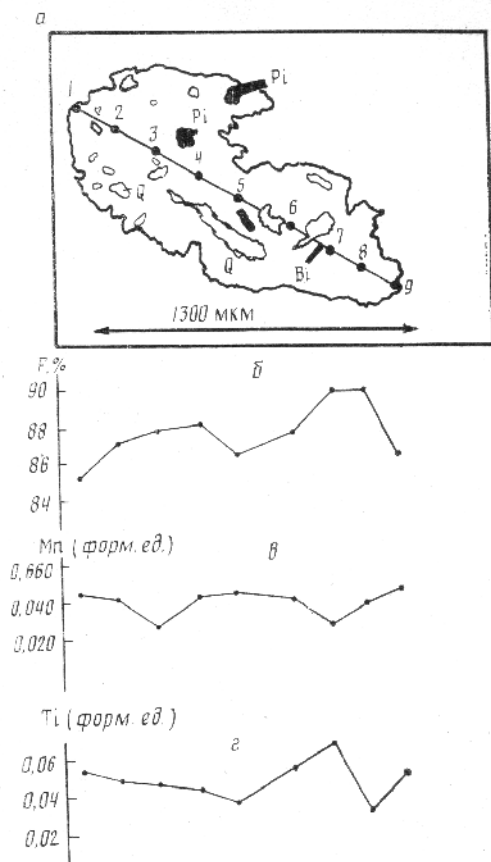 а
1 2 3 4 5 6 7 8 9
Pi
Pi
Q
Q
Bi
1300 мкм
F,%
б
90
88
86
84
Mn (форм.ед.)
в
0,660
0,040
0,020
Ti (форм.ед.)
г
0,06
0,04
0,02